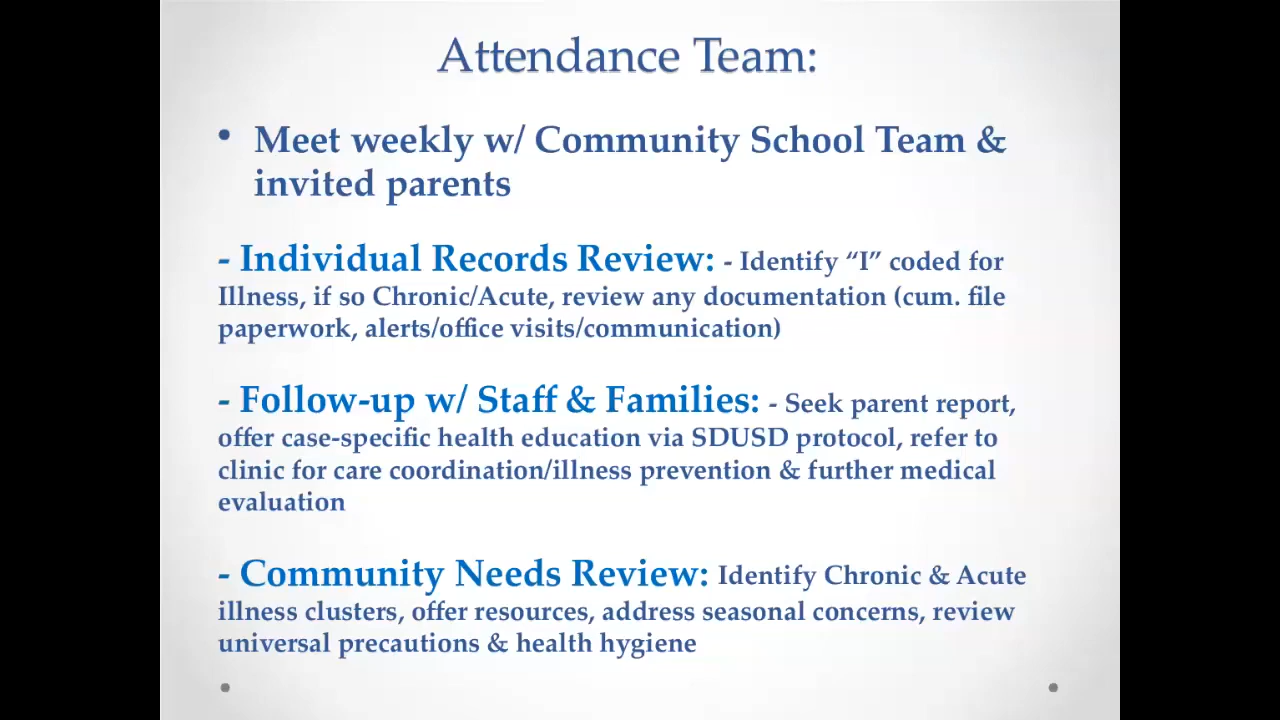 Attendance Team:
• Meet weekly w/ Community School Team &
invited parents
- Individual Records Review: - Identify “I” coded for
Illness, if so Chronic/Acute, review any documentation (cum. file
paperwork, alerts/office visits/communication)
- Follow-up w/ Staff & Families: - Seek parent report,
offer case-specific health education via SDUSD protocol, refer to
clinic for care coordination/illness prevention & further medical
evaluation
- Community Needs Review: Identify Chronic & Acute
illness clusters, offer resources, address seasonal concerns, review
universal precautions & health hygiene